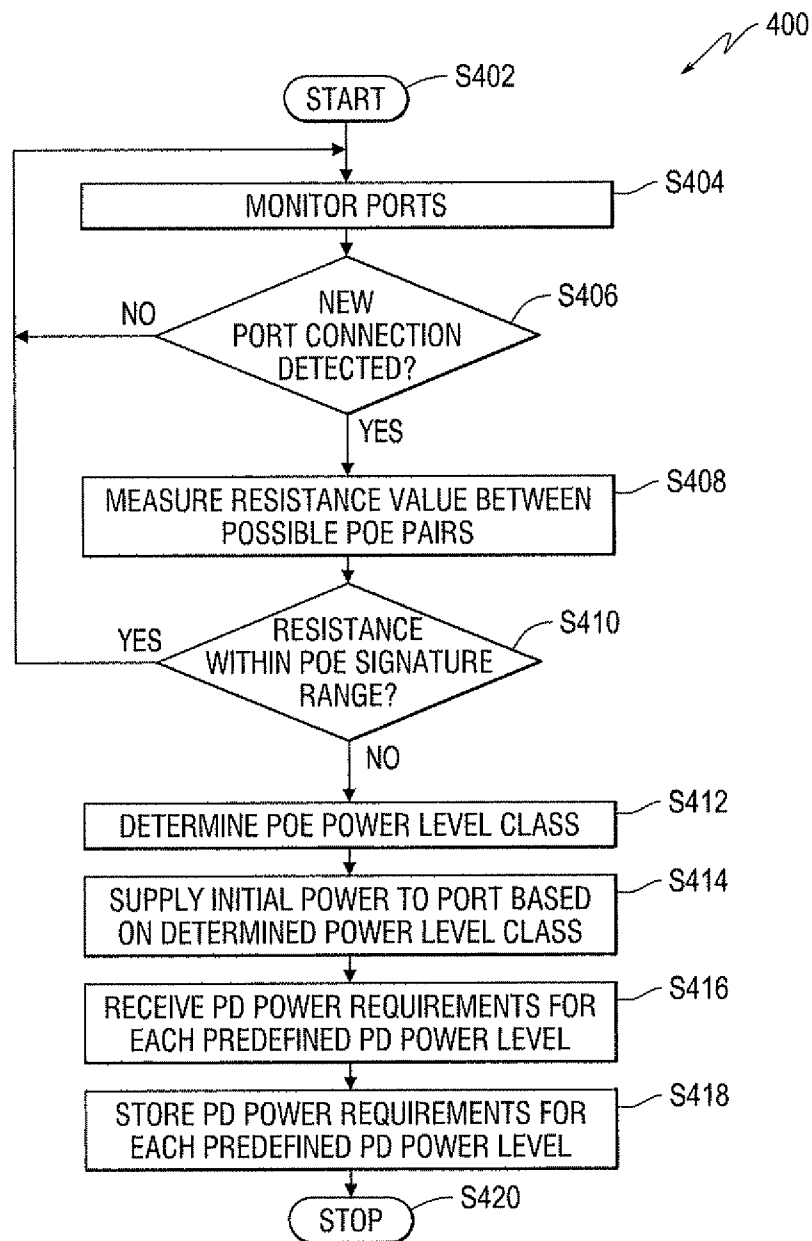 400
START
S402
MONITOR PORTS
S404
NEW
PORT CONNECTION
DETECTED?
S406
NO
YES
MEASURE RESISTANCE VALUE BETWEEN
POSSIBLE POE PAIRS
S408
RESISTANCE
WITHIN POE SIGNATURE
RANGE?
S410
YES
NO
DETERMINE POE POWER LEVEL CLASS
S412
SUPPLY INITIAL POWER TO PORT BASED
ON DETERMINED POWER LEVEL CLASS
S414
RECEIVE PD POWER REQUIREMENTS FOR
EACH PREDEFINED PD POWER LEVEL
S416
STORE PD POWER REQUIREMENTS FOR
EACH PREDEFINED PD POWER LEVEL
S418
STOP
S420